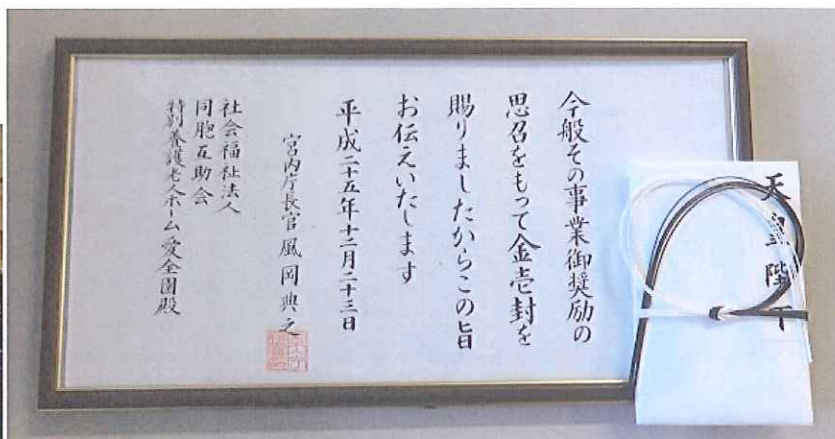 今般その事業御奨励の
思召をもって金壱封を
賜りましたからこの旨
お伝えいたします
平成二十五年十二月二十三日
宮内庁長官風岡典之
社会福祉法人
同胞互助会
特別養護老人ホーム愛全園殿
天皇陛下